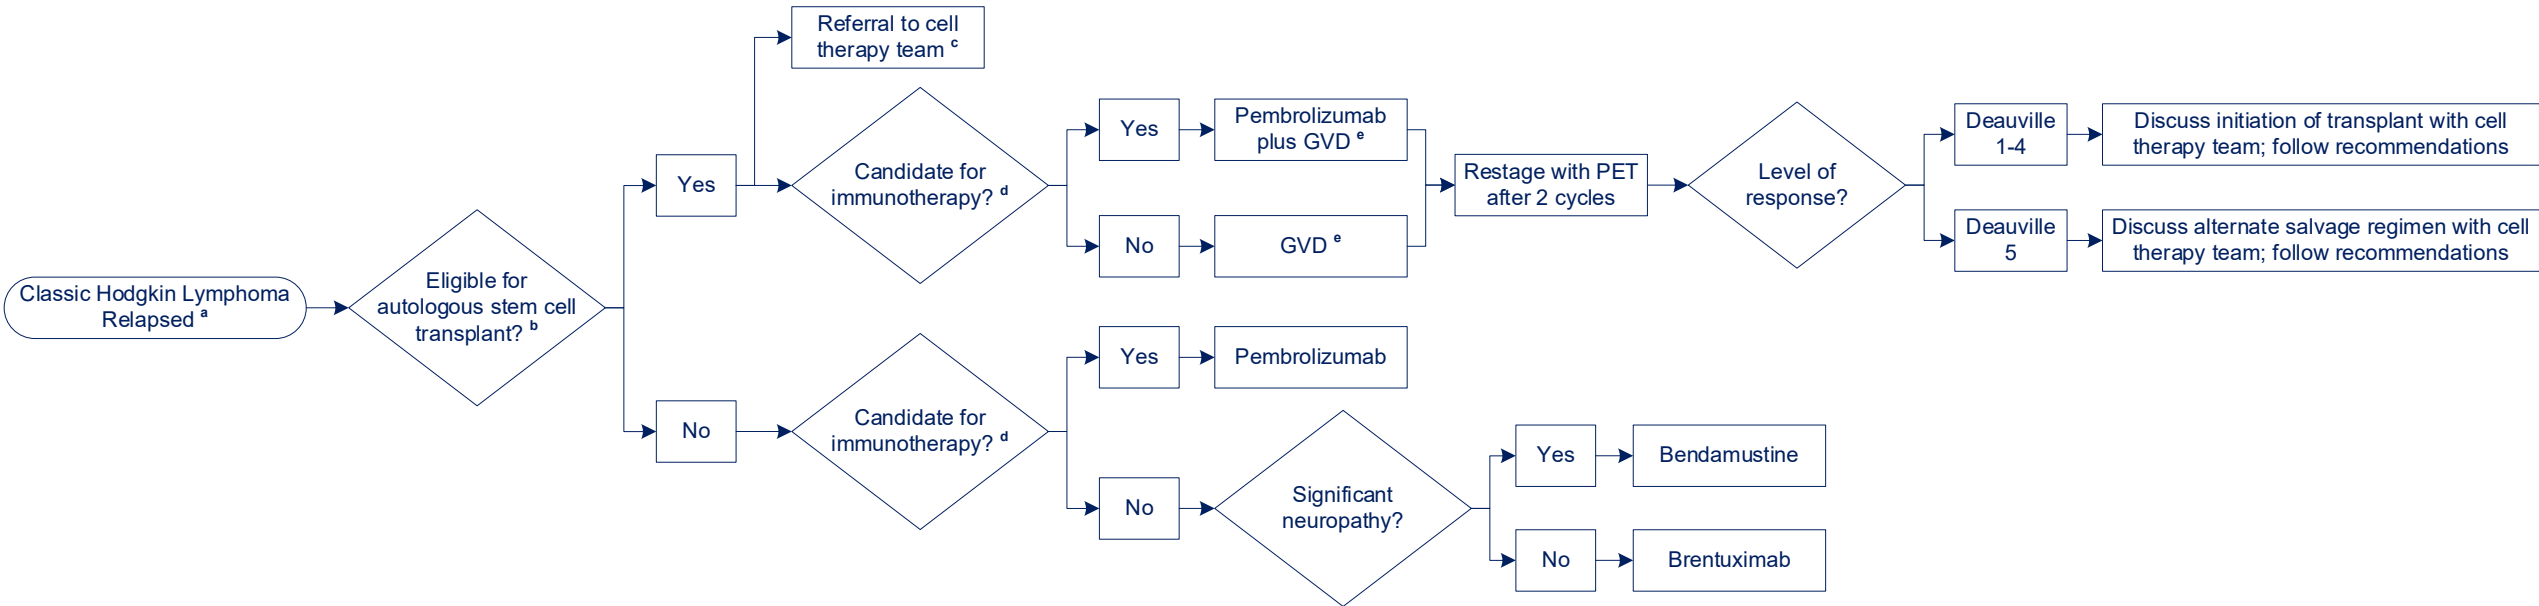 Classic Hodgkin Lymphoma
Relapsed a
Eligible for
autologous stem cell
transplant? b
Yes
Referral to cell
therapy team c
Candidate for
immunotherapy? d
Yes
Pembrolizumab
plus GVD e
No
GVD e
Restage with PET
after 2 cycles
Level of
response?
Deauville
1-4
Discuss initiation of transplant with cell
therapy team; follow recommendations
Deauville
5
Discuss alternate salvage regimen with cell
therapy team; follow recommendations
No
Candidate for
immunotherapy? d
Yes
Pembrolizumab
No
Significant
neuropathy?
Yes
Bendamustine
No
Brentuximab